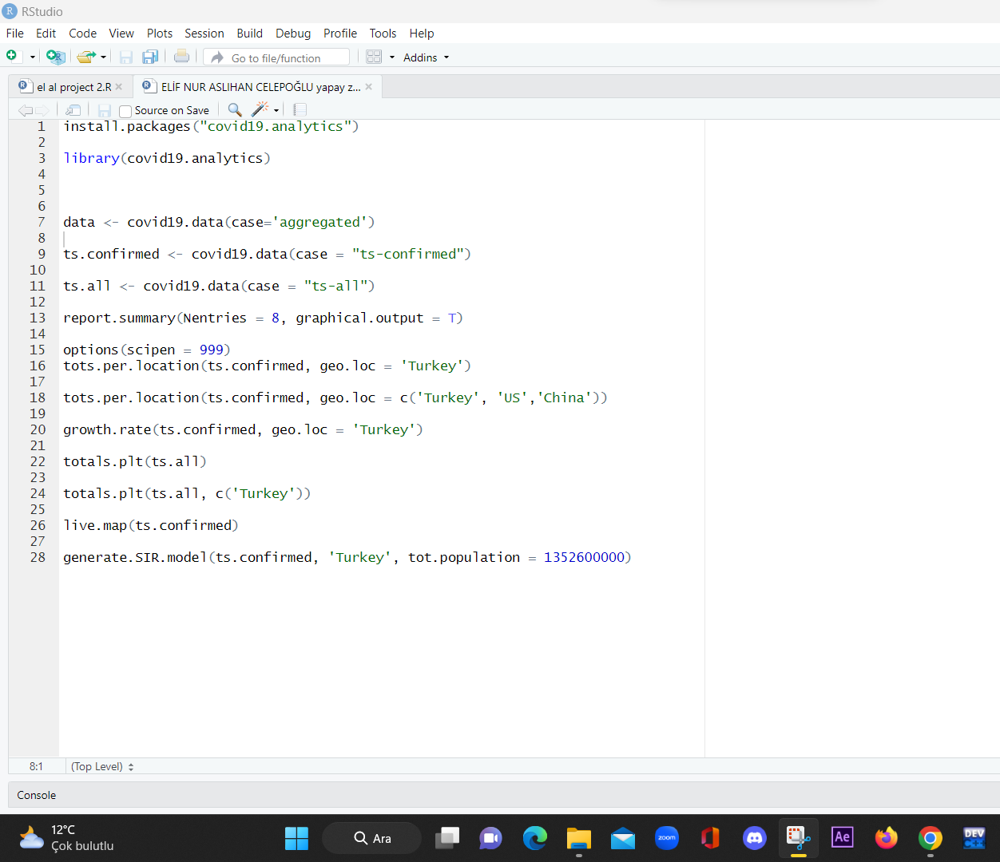 RStudio
File Edit Code View Plots Session Build Debug Profile Tools Help
Go to file/function Addins
el al project 2.R ELİF NUR ASLIHAN CELEPOĞLU yapay z...
Source on Save
1 install.packages("covid19.analytics")
2
3 library(covid19.analytics)
4
5
6
7 data <- covid19.data(case='aggregated')
8
9 ts.confirmed <- covid19.data(case = "ts-confirmed")
10
11 ts.all <- covid19.data(case = "ts-all")
12
13 report.summary(Nentries = 8, graphical.output = T)
14
15 options(scipen = 999)
16 tots.per.location(ts.confirmed, geo.loc = 'Turkey')
17
18 tots.per.location(ts.confirmed, geo.loc = c('Turkey', 'US','China'))
19
20 growth.rate(ts.confirmed, geo.loc = 'Turkey')
21
22 totals.plt(ts.all)
23
24 totals.plt(ts.all, c('Turkey'))
25
26 live.map(ts.confirmed)
27
28 generate.SIR.model(ts.confirmed, 'Turkey', tot.population = 1352600000)
8:1 (Top Level)
Console
12°C
Çok bulutlu
Ara
zoom
Ae
DEV
C++